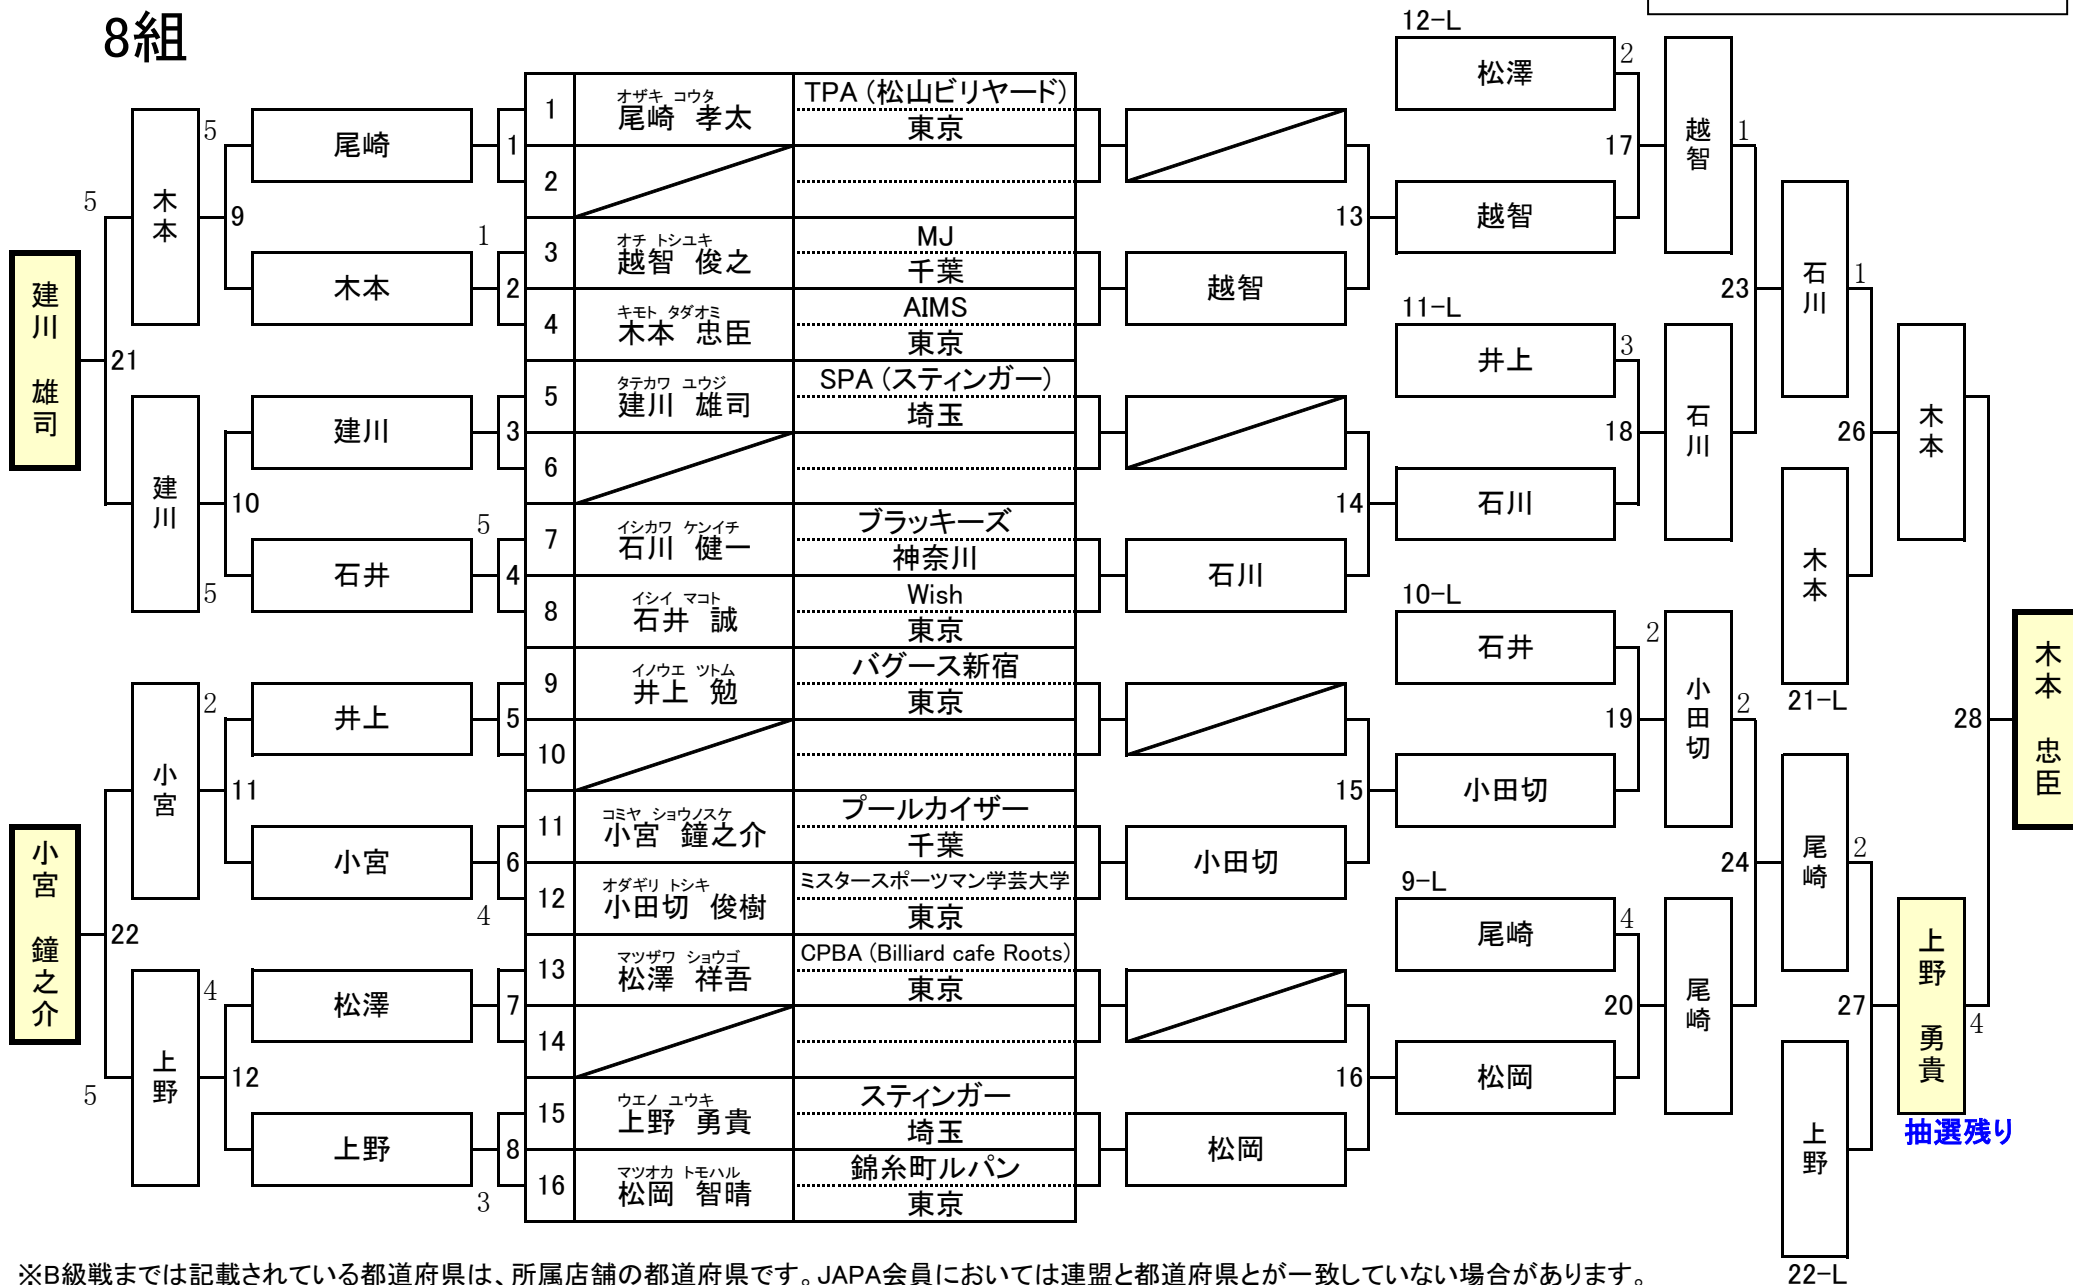 8組
12-L
松澤
2
17
越智
越智
1
13
11-L
井上
3
18
石川
石川
14
23
石川
1
26
木本
21-L
木本
10-L
石井
2
19
小田切
小田切
2
15
9-L
尾崎
4
20
尾崎
松岡
16
24
尾崎
2
27
上野
22-L
上野 勇貴
4
抽選残り
28
木本 忠臣
1
オザキ コウタ
尾崎 孝太
TPA (松山ビリヤード)
東京
2
3
オチ トシユキ
越智 俊之
MJ
千葉
4
キモト タダオミ
木本 忠臣
AIMS
東京
5
タテカワ ユウジ
建川 雄司
SPA (スティンガー)
埼玉
6
7
イシカワ ケンイチ
石川 健一
ブラッキーズ
神奈川
8
イシイ マコト
石井 誠
Wish
東京
9
イノウエ ツトム
井上 勉
バグース新宿
東京
10
11
コミヤ ショウノスケ
小宮 鐘之介
プールカイザー
千葉
12
オダギリ トシキ
小田切 俊樹
ミスタースポーツマン学芸大学
東京
13
マツザワ ショウゴ
松澤 祥吾
CPBA (Billiard cafe Roots)
東京
14
15
ウエノ ユウキ
上野 勇貴
スティンガー
埼玉
16
マツオカ トモハル
松岡 智晴
錦糸町ルパン
東京
越智
石川
小田切
松岡
尾崎
1
5
木本
1
2
9
木本
5
建川
3
石井
5
4
10
建川
5
21
建川 雄司
井上
5
2
小宮
6
4
11
小宮
松澤
7
4
上野
8
3
12
上野
5
22
小宮 鐘之介
※B級戦までは記載されている都道府県は、所属店舗の都道府県です。JAPA会員においては連盟と都道府県とが一致していない場合があります。